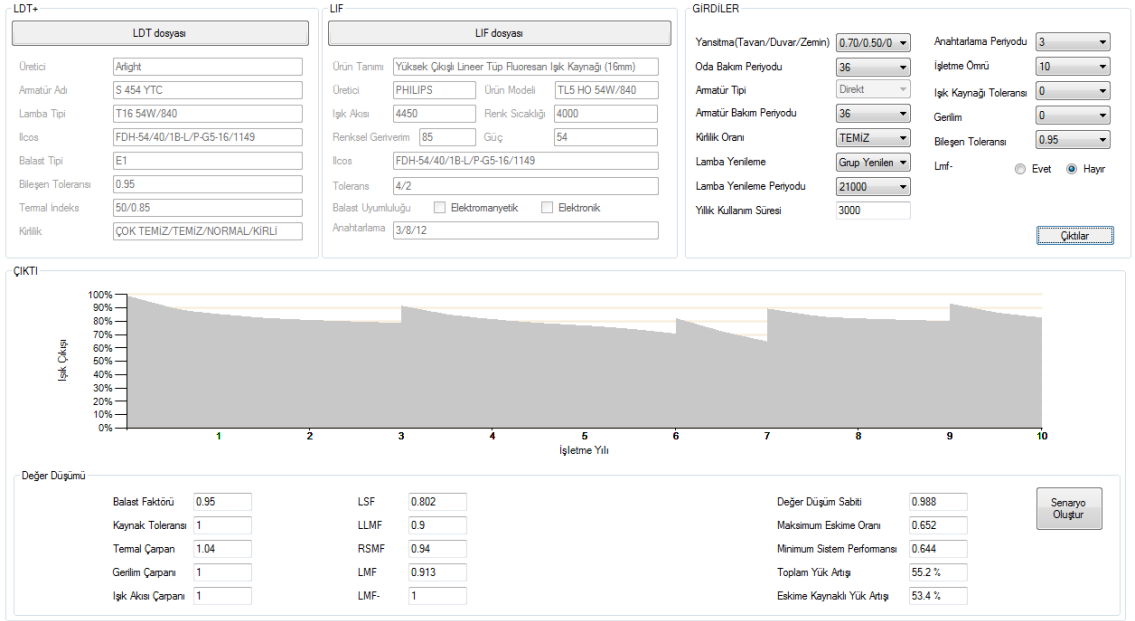 LDT+
LDT dosyası
Üretici Arlight
Armatür Adı S 454 YTC
Lamba Tipi T16 54W/840
Ilcos FDH-54/40/1B-L/P-G5-16/1149
Balast Tipi E1
Bileşen Toleransı 0.95
Termal Indeks 50/0.85
Kirlilik ÇOK TEMİZ/TEMİZ/NORMAL/KİRLİ
LIF
LIF dosyası
Ürün Tanımı Yüksek Çıkışlı Lineer Tüp Fluoresan Işık Kaynağı (16mm)
Üretici PHILIPS Ürün Modeli TL5 HO 54W/840
Işık Akısı 4450 Renk Sıcaklığı 4000
Renksel Geriverim 85 Güç 54
Ilcos FDH-54/40/1B-L/P-G5-16/1149
Tolerans 4/2
Balast Uyumluluğu Elektromanyetik Elektronik
Anahtarlama 3/8/12
GİRDİLER
Yansıtma(Tavan/Duvar/Zemin) 0.70/0.50/0
Oda Bakım Periyodu 36
Armatür Tipi Direkt
Armatür Bakım Periyodu 36
Kirlilik Oranı TEMİZ
Lamba Yenileme Grup Yenilen
Lamba Yenileme Periyodu 21000
Yıllık Kullanım Süresi 3000
Anahtarlama Periyodu 3
İşletme Ömrü 10
Işık Kaynağı Toleransı 0
Gerilim 0
Bileşen Toleransı 0.95
Lmf- Evet Hayır
Çıktılar
ÇIKTI
100%
90%
80%
70%
60%
50%
40%
30%
20%
10%
0%
Işık Çıkışı
1 2 3 4 5 6 7 8 9 10
İşletme Yılı
Değer Düşümü
Balast Faktörü 0.95
Kaynak Toleransı 1
Termal Çarpan 1.04
Gerilim Çarpanı 1
Işık Akısı Çarpanı 1
LSF 0.802
LLMF 0.9
RSMF 0.94
LMF 0.913
LMF- 1
Değer Düşüm Sabiti 0.988
Maksimum Eskime Oranı 0.652
Minimum Sistem Performansı 0.644
Toplam Yük Artışı 55.2 %
Eskime Kaynaklı Yük Artışı 53.4 %
Senaryo
Oluştur